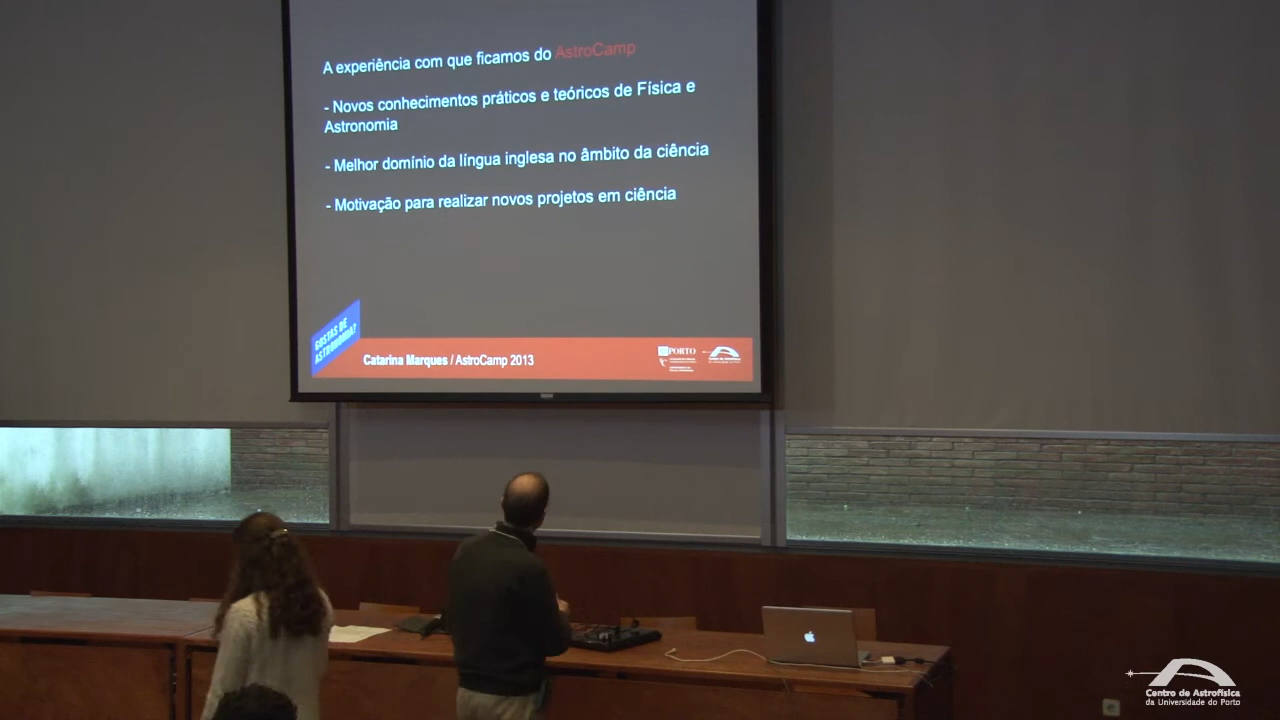 A experiência com que ficamos do AstroCamp
- Novos conhecimentos práticos e teóricos de Física e
Astronomia
- Melhor domínio da língua inglesa no âmbito da ciência
- Motivação para realizar novos projetos em ciência
GOSTAS DE
ASTRONOMIA?
Catarina Marques / AstroCamp 2013
PORTO
Centro de Astrofísica
da Universidade do Porto